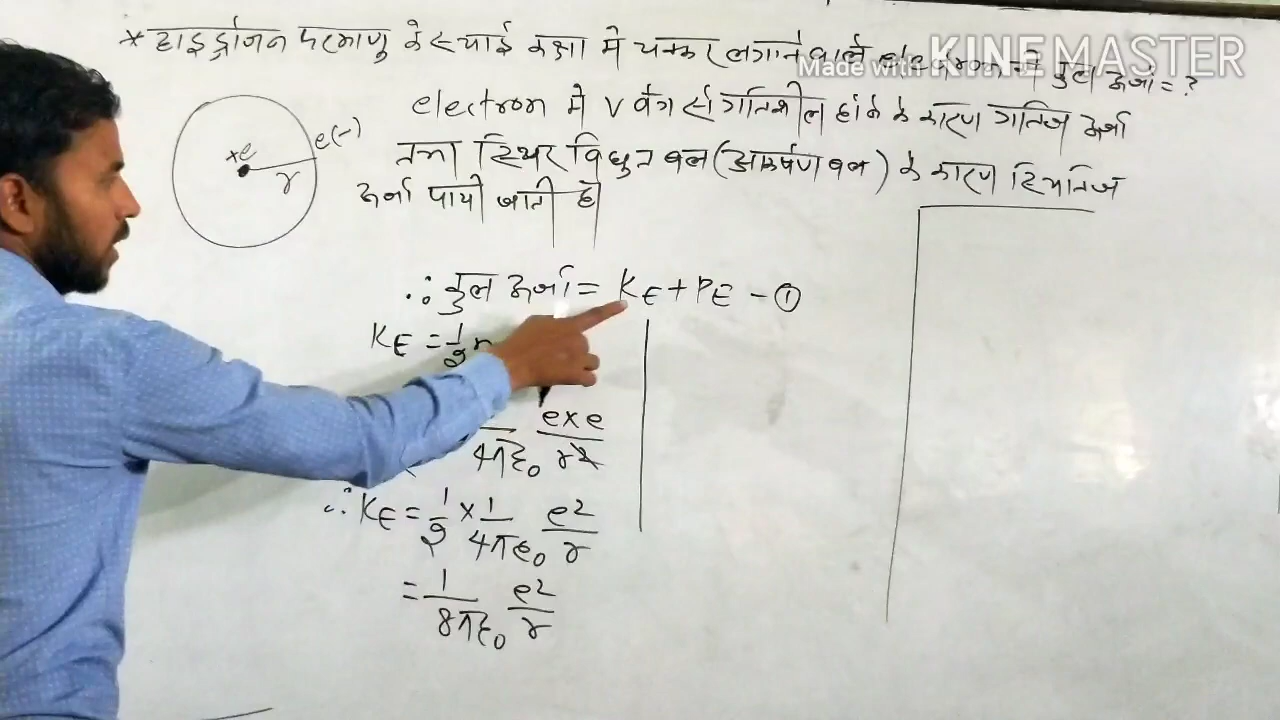 * हाइड्रोजन परमाणु के स्थाई कक्षा में चक्कर लगाने वाले electron की कुल ऊर्जा = ?
Made with KINEMASTER
electron में v वेग से गतिशील होने के कारण गतिज ऊर्जा
तथा स्थिर विधुत बल (आकर्षण बल) के कारण स्थितिज
ऊर्जा पायी जाती है
e(-)
+e
r
∴ कुल ऊर्जा = KE + PE - ①
KE = 1/2
4πε₀ e×e/r²
∴ KE = 1/2 × 1/4πε₀ e²/r
= 1/8πε₀ e²/r